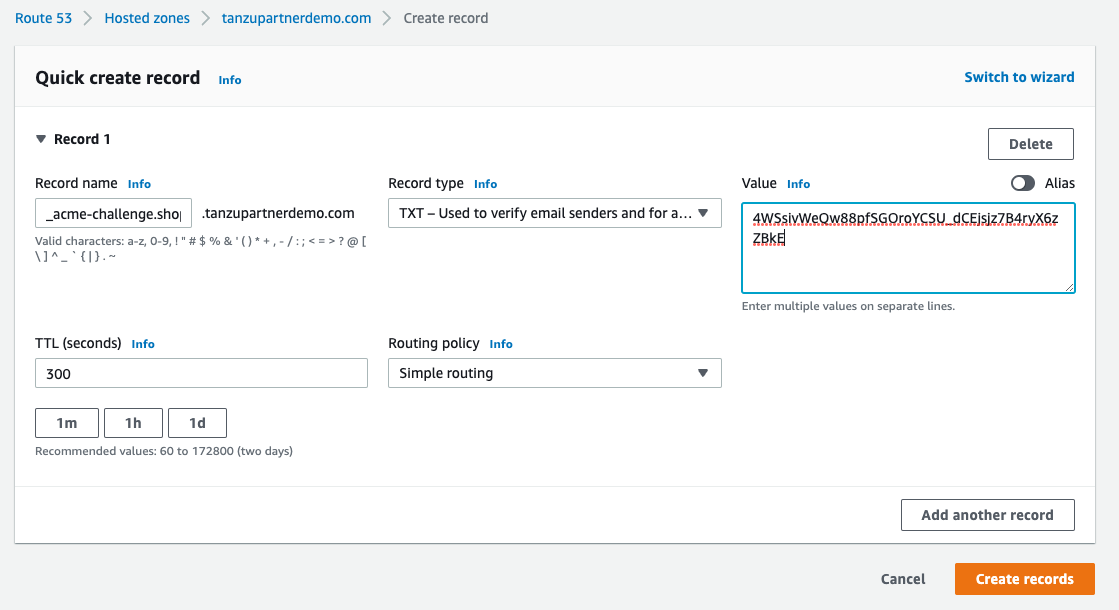 Route 53 > Hosted zones > tanzupartnerdemo.com > Create record
Quick create record Info
Switch to wizard
▼ Record 1
Delete
Record name Info
_acme-challenge.shop .tanzupartnerdemo.com
Valid characters: a-z, 0-9, ! " # $ % & ' ( ) * + , - / : ; < = > ? @ [
\ ] ^ _ ` { | } . ~
Record type Info
TXT – Used to verify email senders and for a... ▼
Value Info
Alias
4WSsivWeQw88pfSGOroYCSU_dCEjsjz7B4ryX6z
ZBkE
Enter multiple values on separate lines.
TTL (seconds) Info
300
1m 1h 1d
Recommended values: 60 to 172800 (two days)
Routing policy Info
Simple routing ▼
Add another record
Cancel
Create records